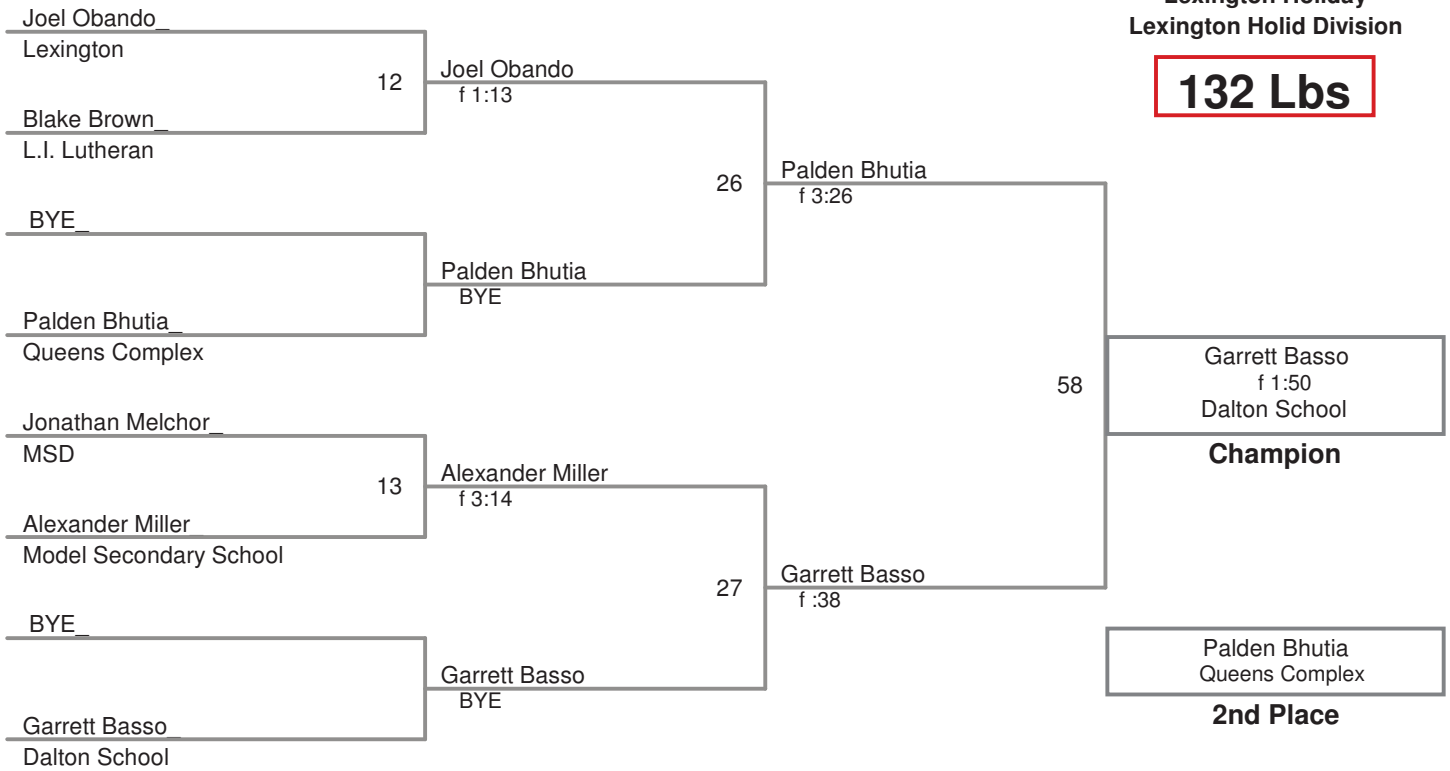 Lexington Holiday
Lexington Holid Division
132 Lbs
Joel Obando_
Lexington
12
Joel Obando
f 1:13
Blake Brown_
L.I. Lutheran
26
Palden Bhutia
f 3:26
BYE_
Palden Bhutia
BYE
Palden Bhutia_
Queens Complex
58
Garrett Basso
f 1:50
Dalton School
Champion
Jonathan Melchor_
MSD
13
Alexander Miller
f 3:14
Alexander Miller_
Model Secondary School
27
Garrett Basso
f :38
BYE_
Garrett Basso
BYE
Garrett Basso_
Dalton School
Palden Bhutia
Queens Complex
2nd Place